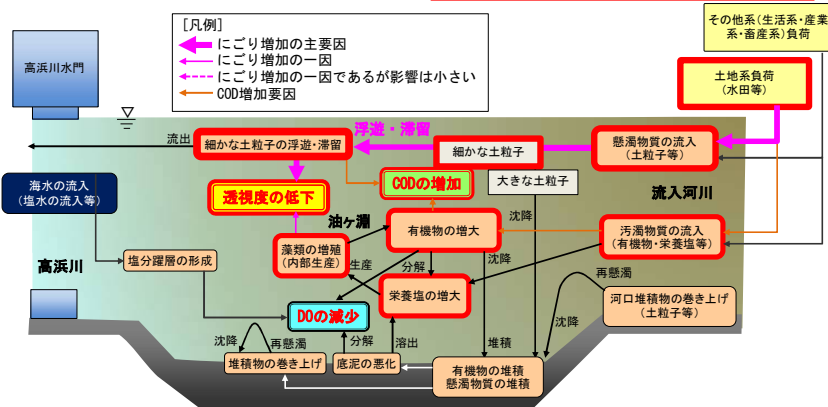 [凡例]
にごり増加の主要因
にごり増加の一因
にごり増加の一因であるが影響は小さい
COD増加要因
その他系(生活系・産業
系・畜産系)負荷
高浜川水門
土地系負荷
(水田等)
浮遊・滞留
流出
細かな土粒子の浮遊・滞留
細かな土粒子
懸濁物質の流入
(土粒子等)
海水の流入
(塩水の流入等)
透視度の低下
CODの増加
大きな土粒子
流入河川
油ヶ淵
沈降
藻類の増殖
(内部生産)
有機物の増大
汚濁物質の流入
(有機物・栄養塩等)
高浜川
塩分躍層の形成
生産
分解
沈降
再懸濁
栄養塩の増大
DOの減少
沈降
河口堆積物の巻き上げ
(土粒子等)
沈降
再懸濁
分解
溶出
堆積
堆積物の巻き上げ
底泥の悪化
有機物の堆積
懸濁物質の堆積